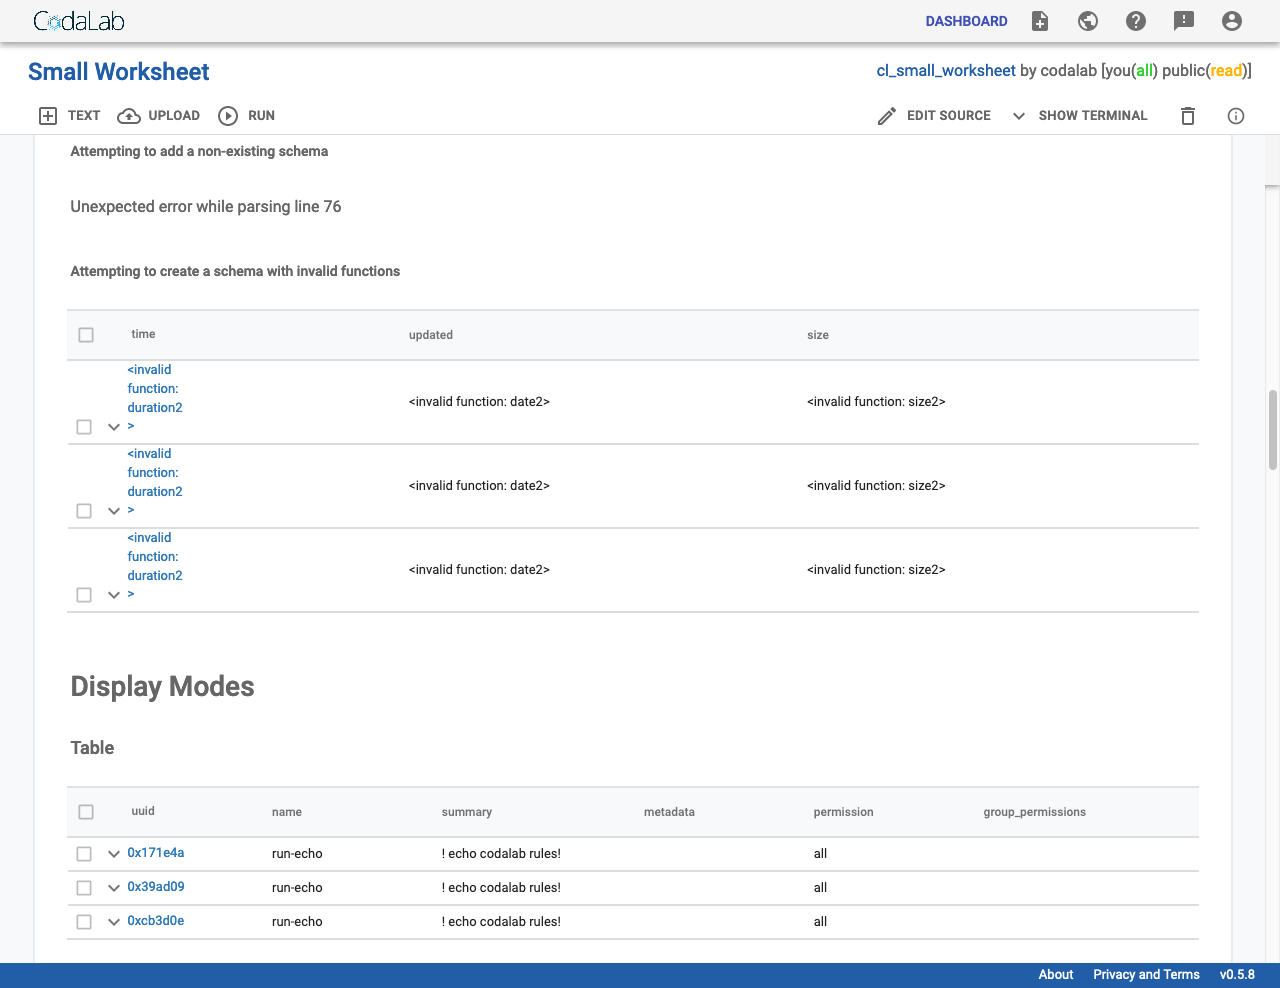 CodaLab
DASHBOARD
Small Worksheet
cl_small_worksheet by codalab [you(all) public(read)]
TEXT UPLOAD RUN EDIT SOURCE SHOW TERMINAL
Attempting to add a non-existing schema
Unexpected error while parsing line 76
Attempting to create a schema with invalid functions
time updated size
<invalid
function:
duration2
>
<invalid function: date2> <invalid function: size2>
<invalid
function:
duration2
>
<invalid function: date2> <invalid function: size2>
<invalid
function:
duration2
>
<invalid function: date2> <invalid function: size2>
Display Modes
Table
uuid name summary metadata permission group_permissions
0x171e4a run-echo ! echo codalab rules! all
0x39ad09 run-echo ! echo codalab rules! all
0xcb3d0e run-echo ! echo codalab rules! all
About Privacy and Terms v0.5.8